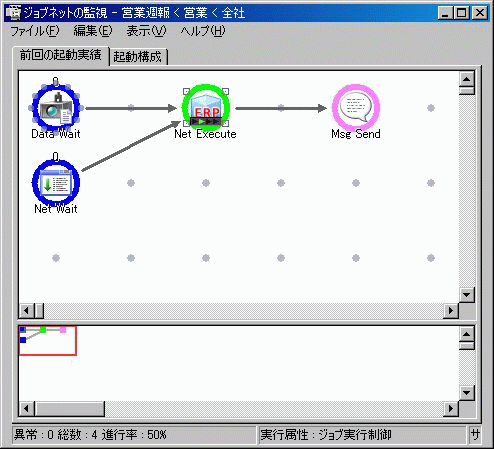 ジョブネットの監視 - 営業週報 < 営業 < 全社
ファイル(F) 編集(E) 表示(V) ヘルプ(H)
前回の起動実績 起動構成
ERP
Data Wait Net Execute Msg Send
Net Wait
異常 : 0 総数 : 4 進行率 : 50% 実行属性 : ジョブ実行制御 サ